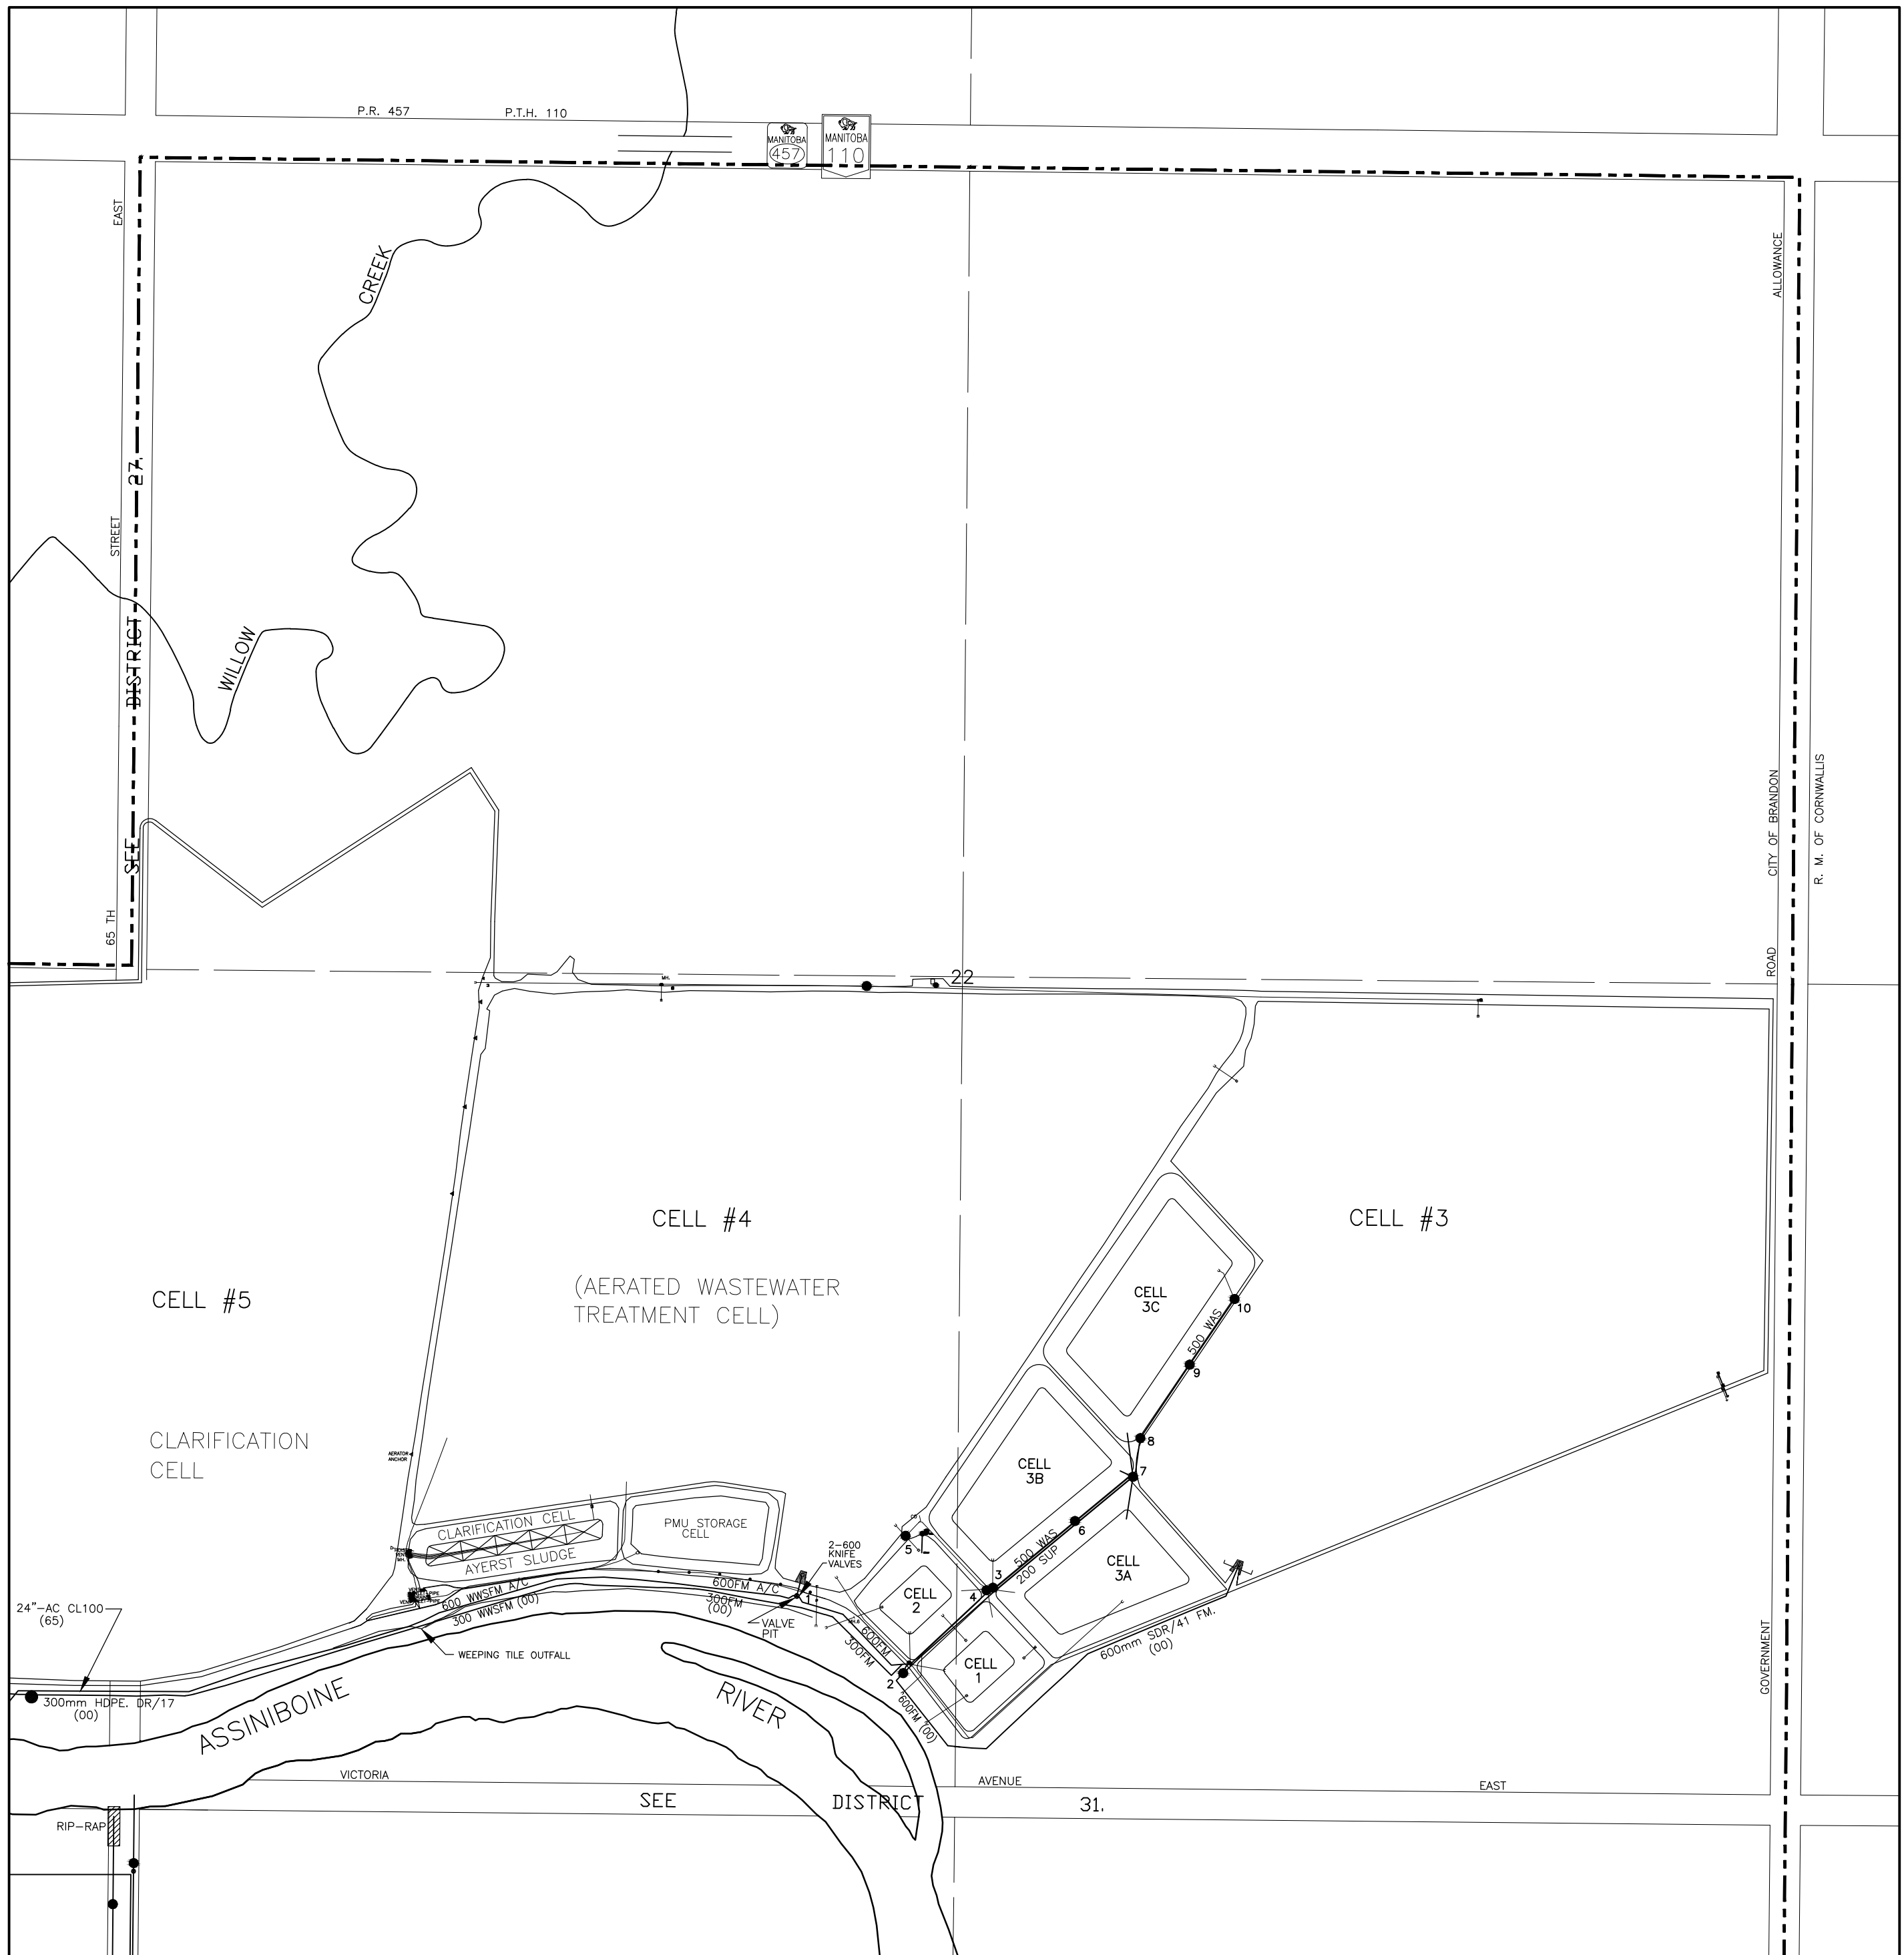 P.R. 457
P.T.H. 110
MANITOBA
457
MANITOBA
110
EAST
ALLOWANCE
CREEK
27.
STREET
DISTRICT
WILLOW
CITY OF BRANDON
R. M. OF CORNWALLIS
SEE
65 TH
ROAD
MH.
22
CELL #4
CELL #3
(AERATED WASTEWATER
TREATMENT CELL)
CELL #5
CELL
3C
10
500 WAS
9
CLARIFICATION
CELL
8
AERATOR
ANCHOR
CELL
3B
7
CLARIFICATION CELL
AYERST SLUDGE
PMU STORAGE
CELL
CO
5
6
2-600
KNIFE
VALVES
500 WAS
200 SUP
CELL
3A
3
4
600FM A/C
300FM
(00)
1
CELL
2
600 WWSFM A/C
300 WWSFM (00)
24"-AC CL100
(65)
VALVE
PIT
600FM
300FM
600mm SDR/41 FM.
(00)
WEEPING TILE OUTFALL
CELL
1
2
600FM (00)
GOVERNMENT
300mm HDPE. DR/17
(00)
ASSINIBOINE
RIVER
VICTORIA
AVENUE
EAST
SEE
DISTRICT
31.
RIP-RAP